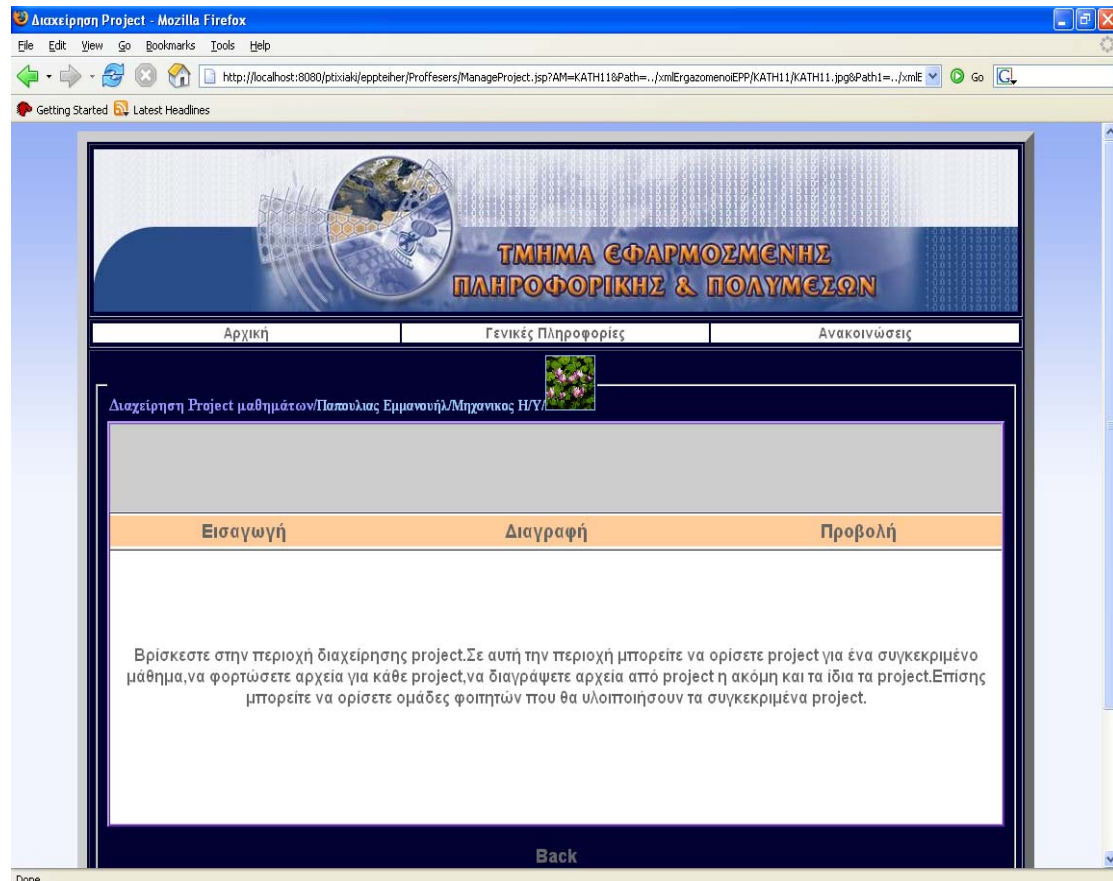 Διαχείρηση Project - Mozilla Firefox
File Edit View Go Bookmarks Tools Help
http://localhost:8080/ptixiaki/eppteiher/Proffesers/ManageProject.jsp?AM=KATH11&Path=../xmlErgazomenoiEPP/KATH11/KATH11.jpg&Path1=../xmlE Go
Getting Started Latest Headlines
ΤΜΗΜΑ ΕΦΑΡΜΟΣΜΕΝΗΣ
ΠΛΗΡΟΦΟΡΙΚΗΣ & ΠΟΛΥΜΕΣΩΝ
Αρχική Γενικές Πληροφορίες Ανακοινώσεις
Διαχείρηση Project μαθημάτων/Παπουλιας Εμμανουήλ/Μηχανικος Η/Υ/
Εισαγωγή Διαγραφή Προβολή
Βρίσκεστε στην περιοχή διαχείρησης project.Σε αυτή την περιοχή μπορείτε να ορίσετε project για ένα συγκεκριμένο
μάθημα,να φορτώσετε αρχεία για κάθε project,να διαγράψετε αρχεία από project η ακόμη και τα ίδια τα project.Επίσης
μπορείτε να ορίσετε ομάδες φοιτητών που θα υλοποιήσουν τα συγκεκριμένα project.
Back
Done